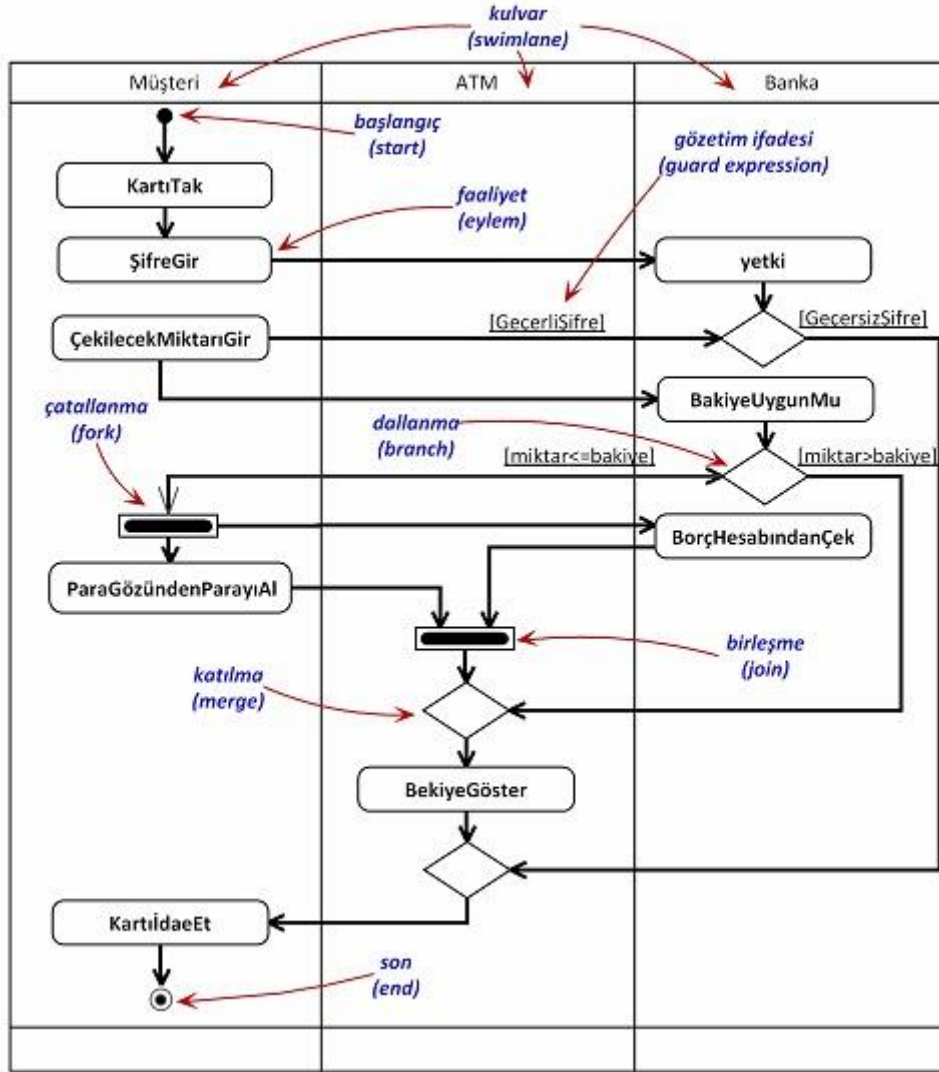 kulvar
(swimlane)
Müşteri
ATM
Banka
başlangıç
(start)
gözetim ifadesi
(guard expression)
KartıTak
faaliyet
(eylem)
ŞifreGir
yetki
[GeçerliŞifre]
[GeçersizŞifre]
ÇekilecekMiktarıGir
çatallanma
(fork)
dallanma
(branch)
BakiyeUygunMu
[miktar<=bakiye]
[miktar>bakiye]
BorçHesabındanÇek
ParaGözündenParayıAl
birleşme
(join)
katılma
(merge)
BekiyeGöster
KartıİdaeEt
son
(end)